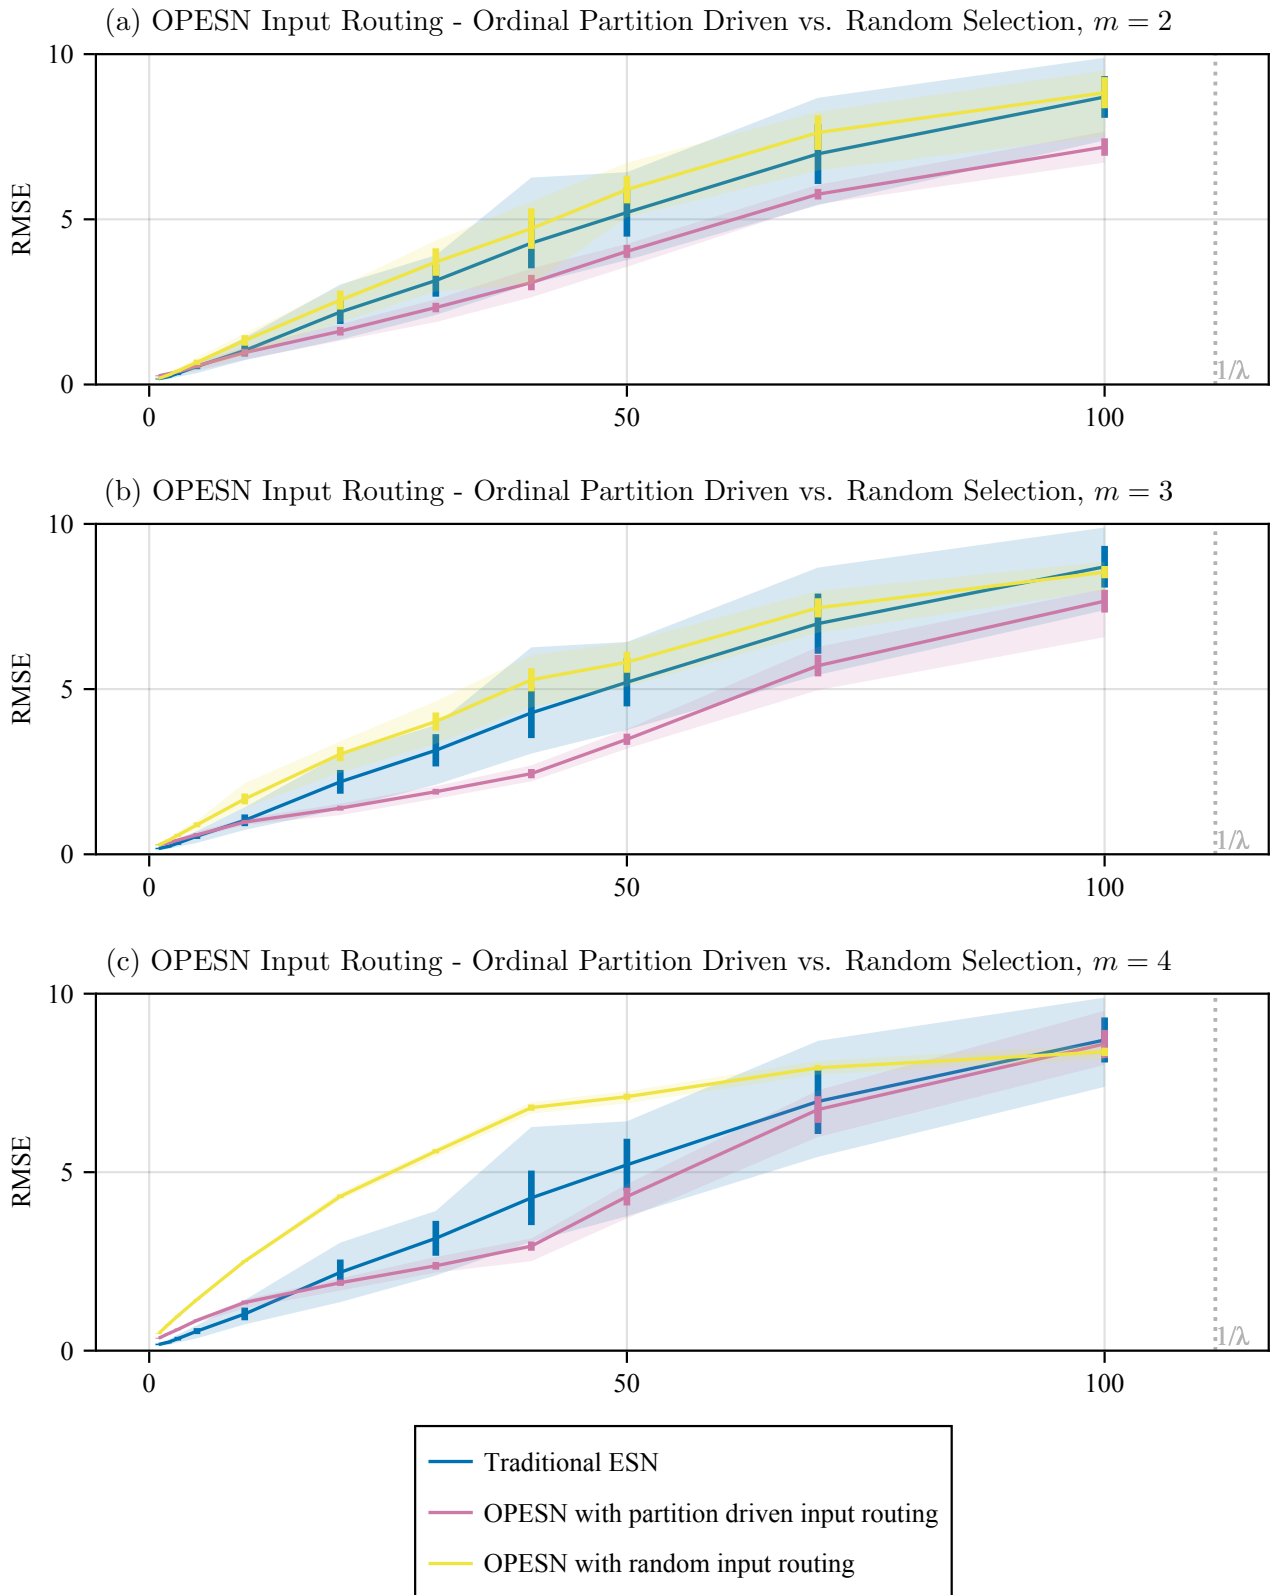 (a) OPESN Input Routing - Ordinal Partition Driven vs. Random Selection, m = 2
10
5
0
RMSE
1/λ
0 50 100
(b) OPESN Input Routing - Ordinal Partition Driven vs. Random Selection, m = 3
10
5
0
RMSE
1/λ
0 50 100
(c) OPESN Input Routing - Ordinal Partition Driven vs. Random Selection, m = 4
10
5
0
RMSE
1/λ
0 50 100
Traditional ESN
OPESN with partition driven input routing
OPESN with random input routing